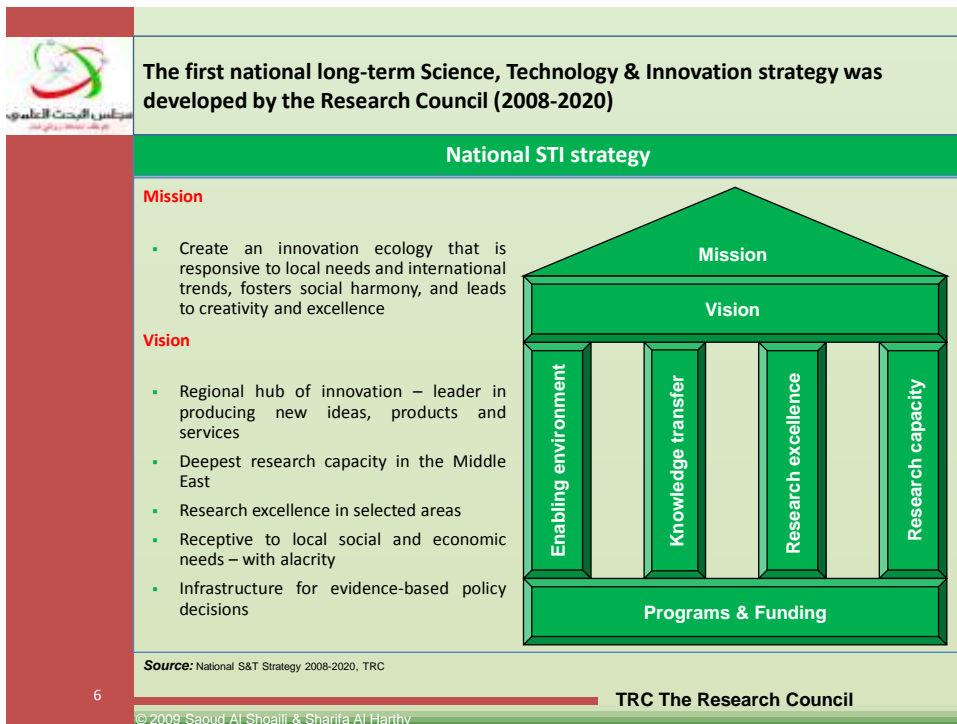 مجلس البحث العلمي
The first national long-term Science, Technology & Innovation strategy was
developed by the Research Council (2008-2020)
National STI strategy
Mission
▪ Create an innovation ecology that is
responsive to local needs and international
trends, fosters social harmony, and leads
to creativity and excellence
Vision
▪ Regional hub of innovation – leader in
producing new ideas, products and
services
▪ Deepest research capacity in the Middle
East
▪ Research excellence in selected areas
▪ Receptive to local social and economic
needs – with alacrity
▪ Infrastructure for evidence-based policy
decisions
Mission
Vision
Enabling environment
Knowledge transfer
Research excellence
Research capacity
Programs & Funding
Source: National S&T Strategy 2008-2020, TRC
6
TRC The Research Council
© 2009 Saoud Al Shoaili & Sharifa Al Harthy